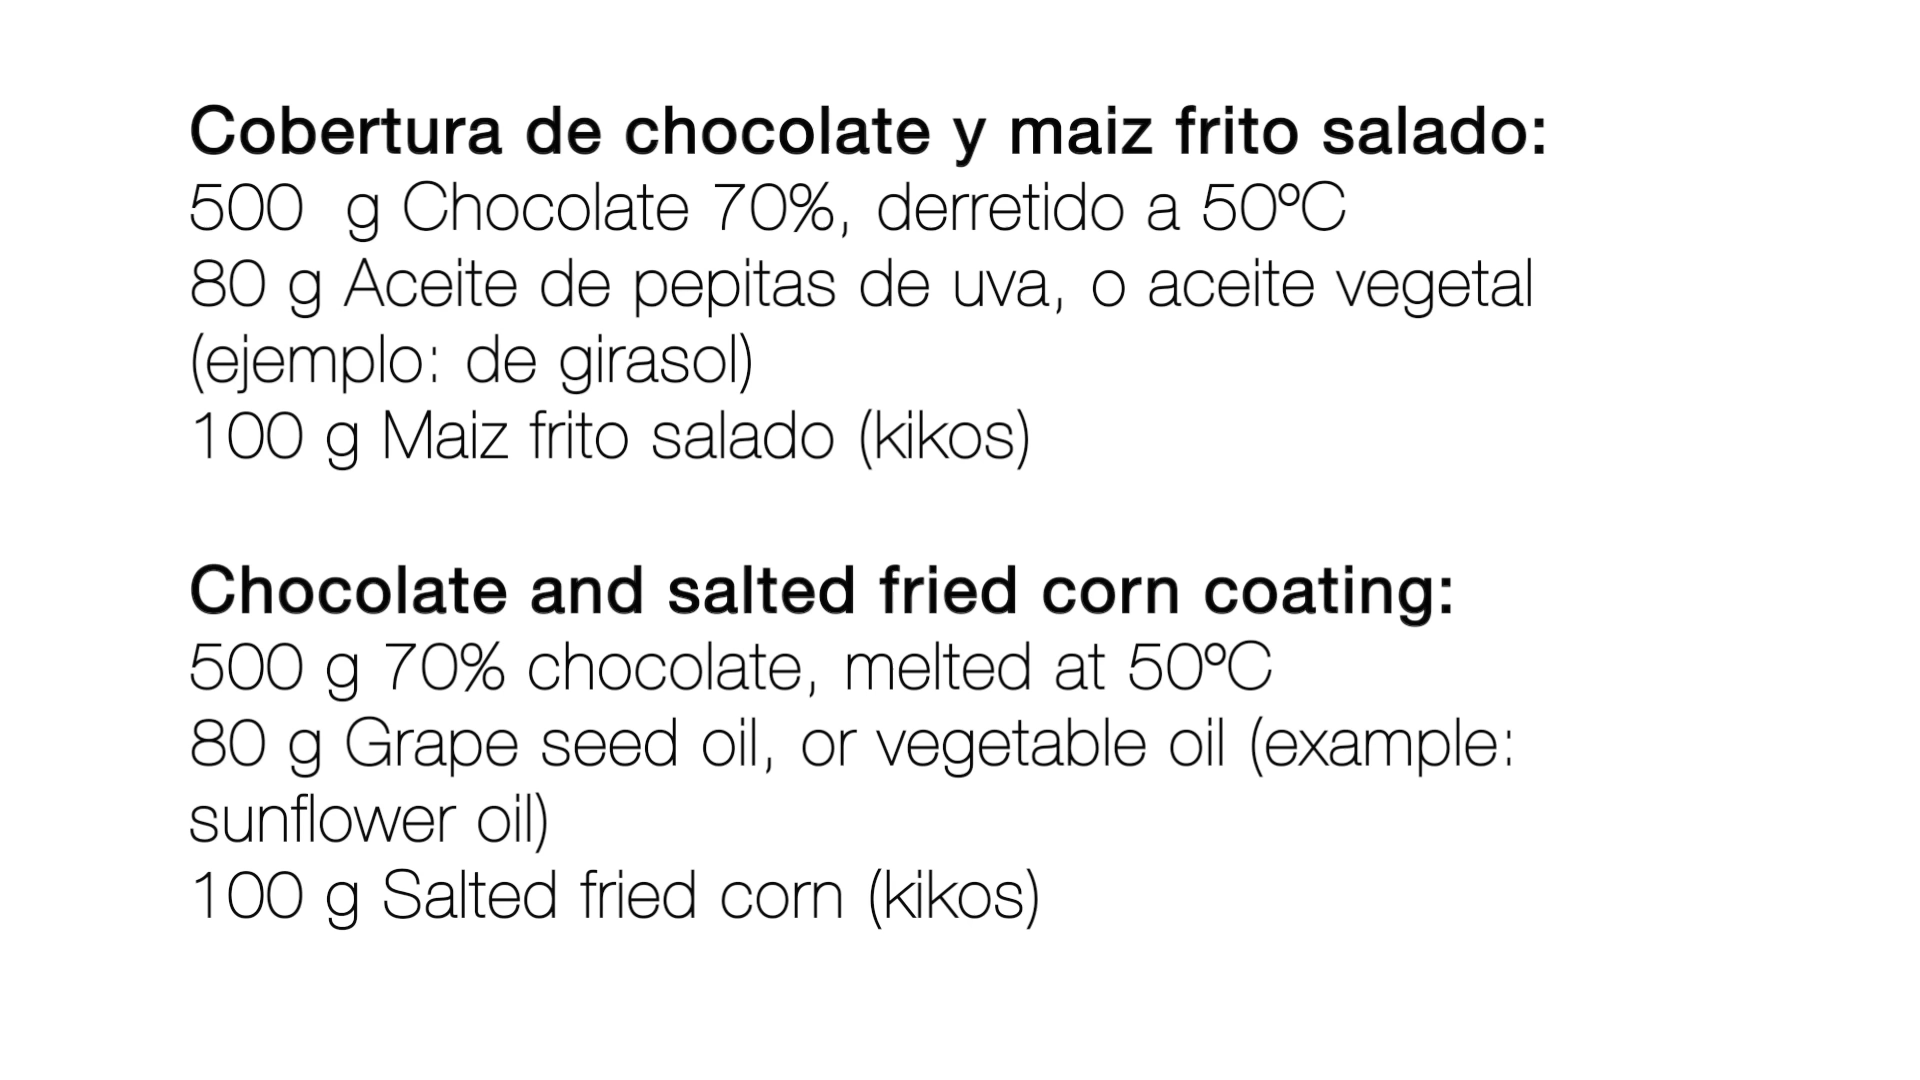 Cobertura de chocolate y maiz frito salado:
500  g Chocolate 70%, derretido a 50ºC
80 g Aceite de pepitas de uva, o aceite vegetal
(ejemplo: de girasol)
100 g Maiz frito salado (kikos)
Chocolate and salted fried corn coating:
500 g 70% chocolate, melted at 50ºC
80 g Grape seed oil, or vegetable oil (example:
sunflower oil)
100 g Salted fried corn (kikos)